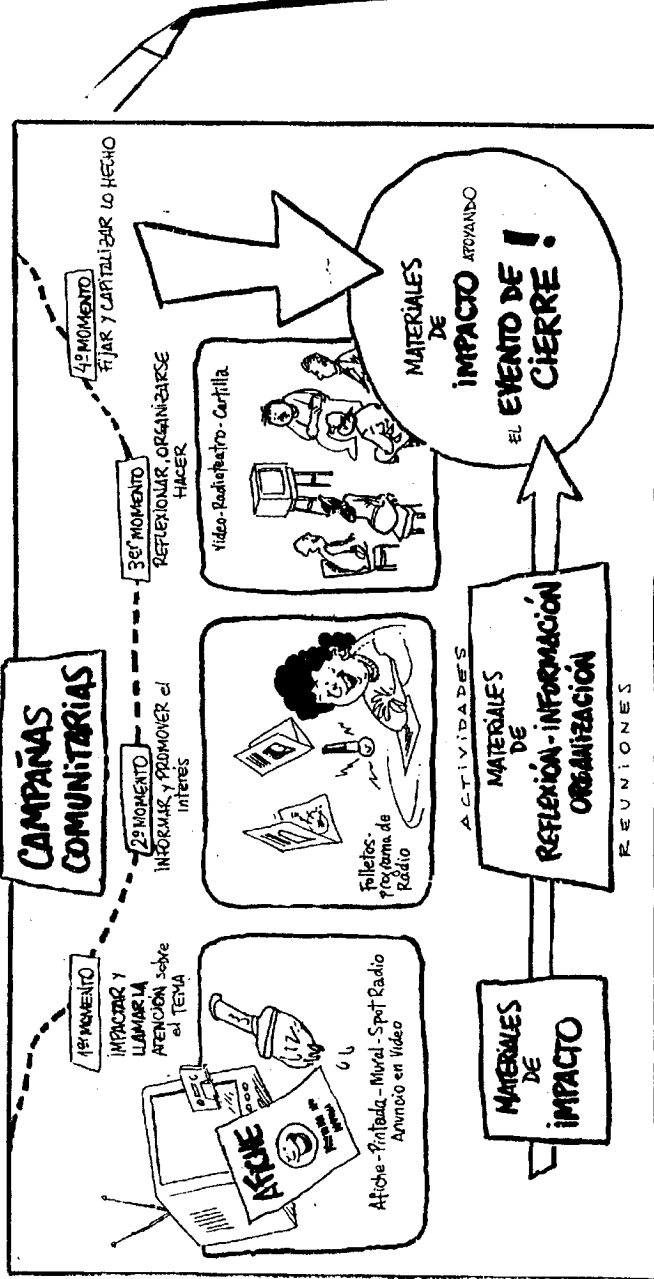 CAMPAÑAS
COMUNITARIAS
1er MOMENTO
IMPACTAR Y
LLAMAR LA
ATENCIÓN sobre
el TEMA
2º MOMENTO
INFORMAR y PROMOVER el
Interés
3er MOMENTO
REFLEXIONAR, ORGANIZARSE
HACER
4º MOMENTO
FIJAR Y CAPITALIZAR LO HECHO
AFICHE
Afiche-Pintada-Mural-Spot Radio
Anuncio en Video
Folletos-
programa de
Radio
Video-Radioteatro-Cartilla
MATERIALES
DE
IMPACTO
ACTIVIDADES
MATERIALES
DE
REFLEXIÓN-INFORMACIÓN
ORGANIZACIÓN
REUNIONES
MATERIALES
DE
IMPACTO APOYANDO
EL EVENTO DE
CIERRE!